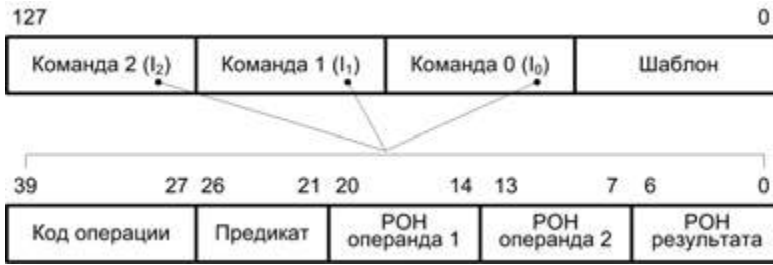 127 0
Команда 2 (I₂) Команда 1 (I₁) Команда 0 (I₀) Шаблон
39 27 26 21 20 14 13 7 6 0
Код операции Предикат РОН операнда 1 РОН операнда 2 РОН результата